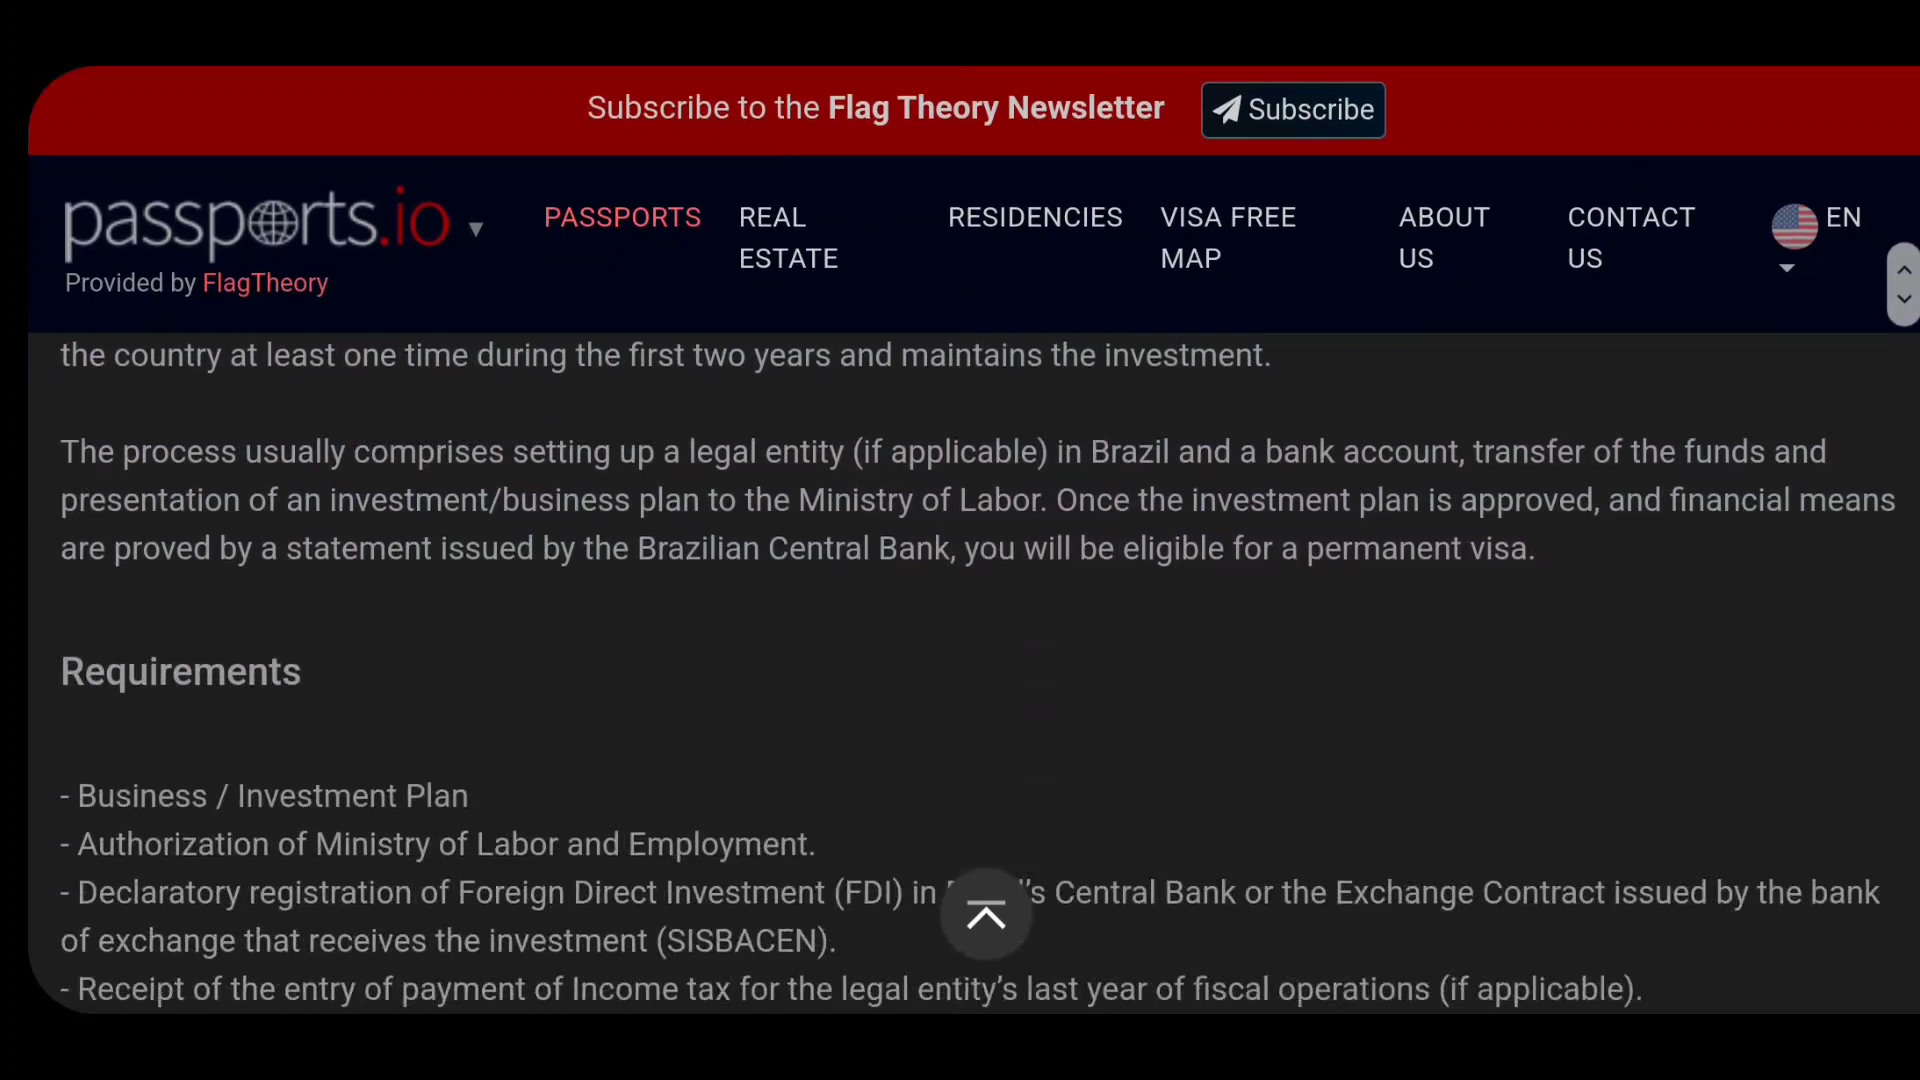 Subscribe to the Flag Theory Newsletter Subscribe
passports.io
Provided by FlagTheory
PASSPORTS
REAL ESTATE
RESIDENCIES
VISA FREE MAP
ABOUT US
CONTACT US
EN
the country at least one time during the first two years and maintains the investment.
The process usually comprises setting up a legal entity (if applicable) in Brazil and a bank account, transfer of the funds and
presentation of an investment/business plan to the Ministry of Labor. Once the investment plan is approved, and financial means
are proved by a statement issued by the Brazilian Central Bank, you will be eligible for a permanent visa.
Requirements
- Business / Investment Plan
- Authorization of Ministry of Labor and Employment.
- Declaratory registration of Foreign Direct Investment (FDI) in 's Central Bank or the Exchange Contract issued by the bank
of exchange that receives the investment (SISBACEN).
- Receipt of the entry of payment of Income tax for the legal entity's last year of fiscal operations (if applicable).